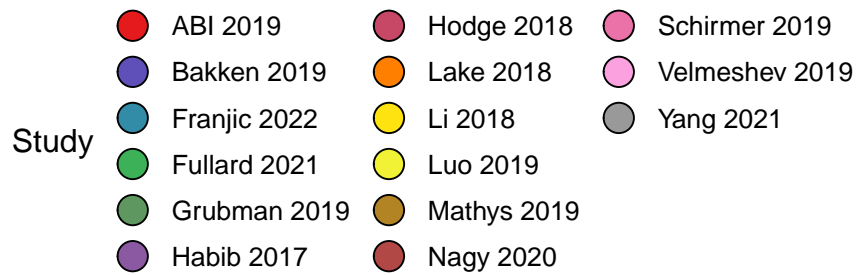 Study
ABI 2019
Bakken 2019
Franjic 2022
Fullard 2021
Grubman 2019
Habib 2017
Hodge 2018
Lake 2018
Li 2018
Luo 2019
Mathys 2019
Nagy 2020
Schirmer 2019
Velmeshev 2019
Yang 2021